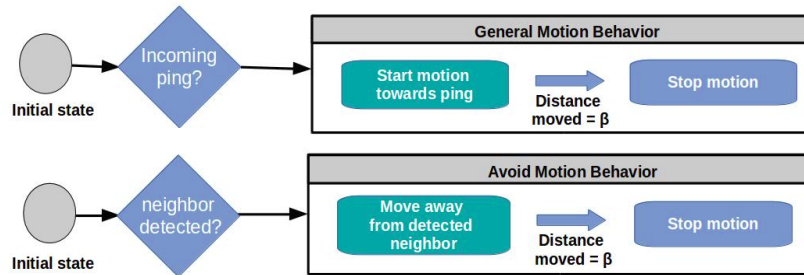 General Motion Behavior
Incoming
ping?
Start motion
towards ping
Stop motion
Distance
moved = β
Initial state
Avoid Motion Behavior
neighbor
detected?
Move away
from detected
neighbor
Stop motion
Distance
moved = β
Initial state